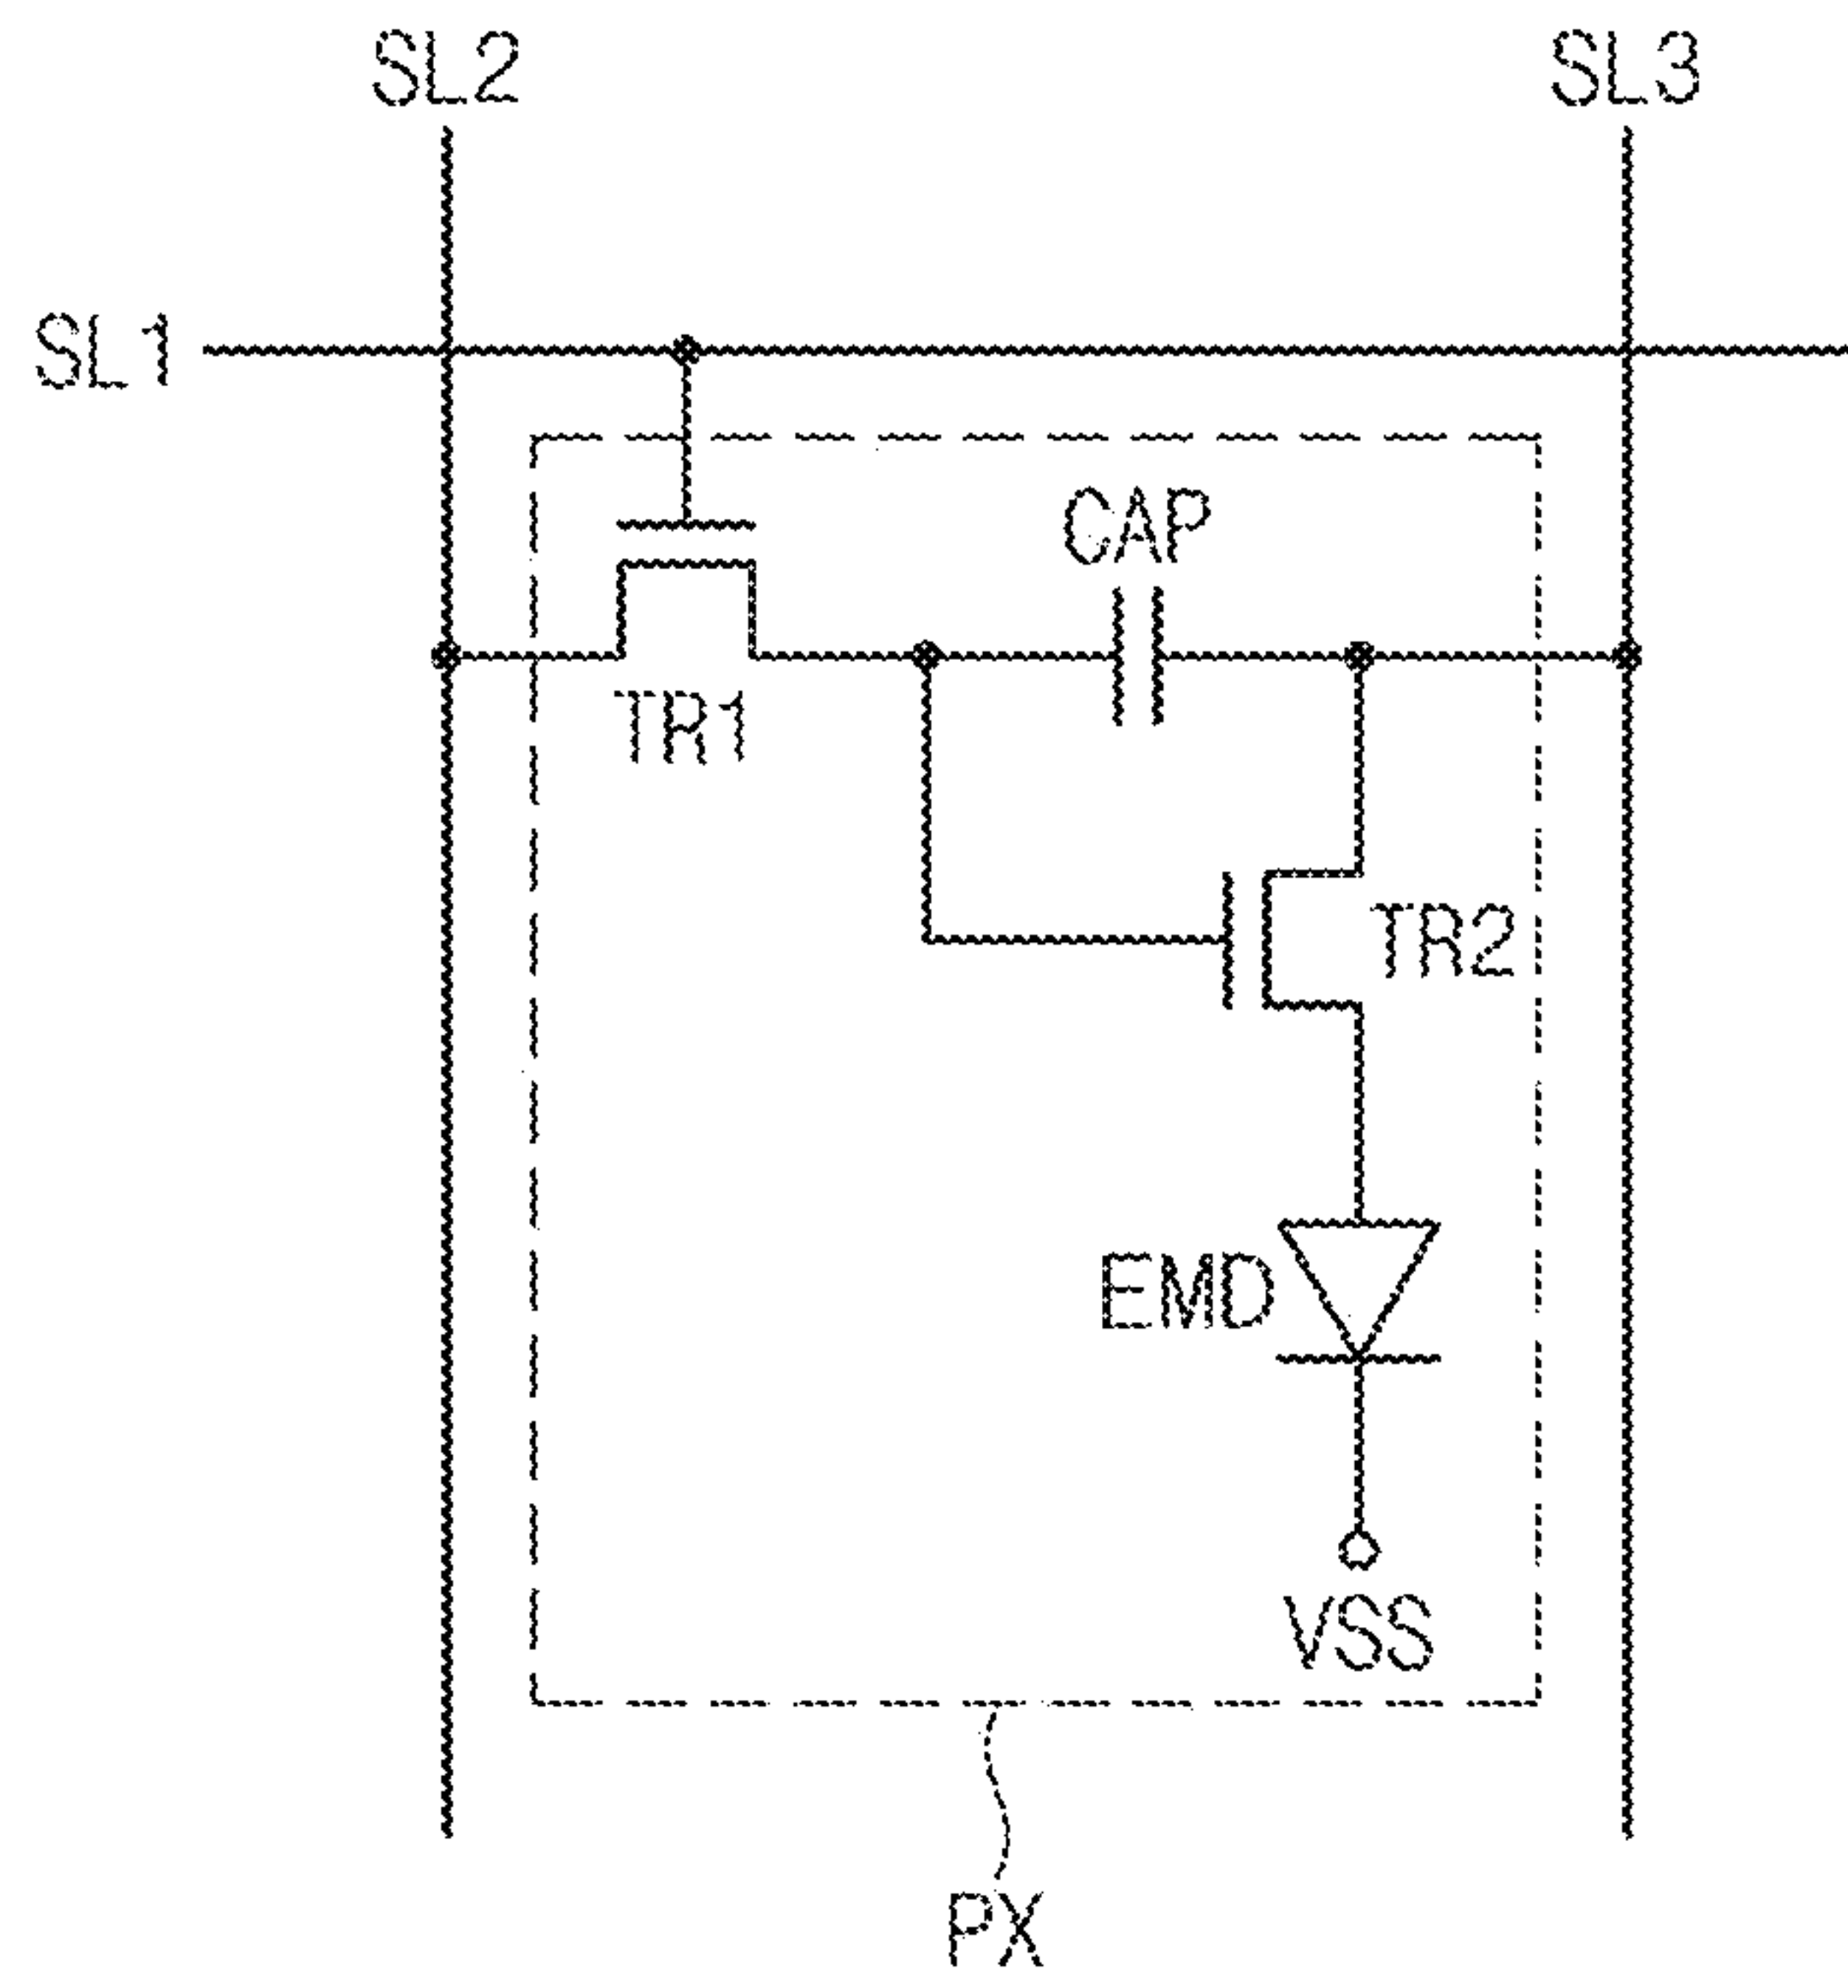 SL2
SL3
SL1
CAP
TR1
TR2
EMD
VSS
PX